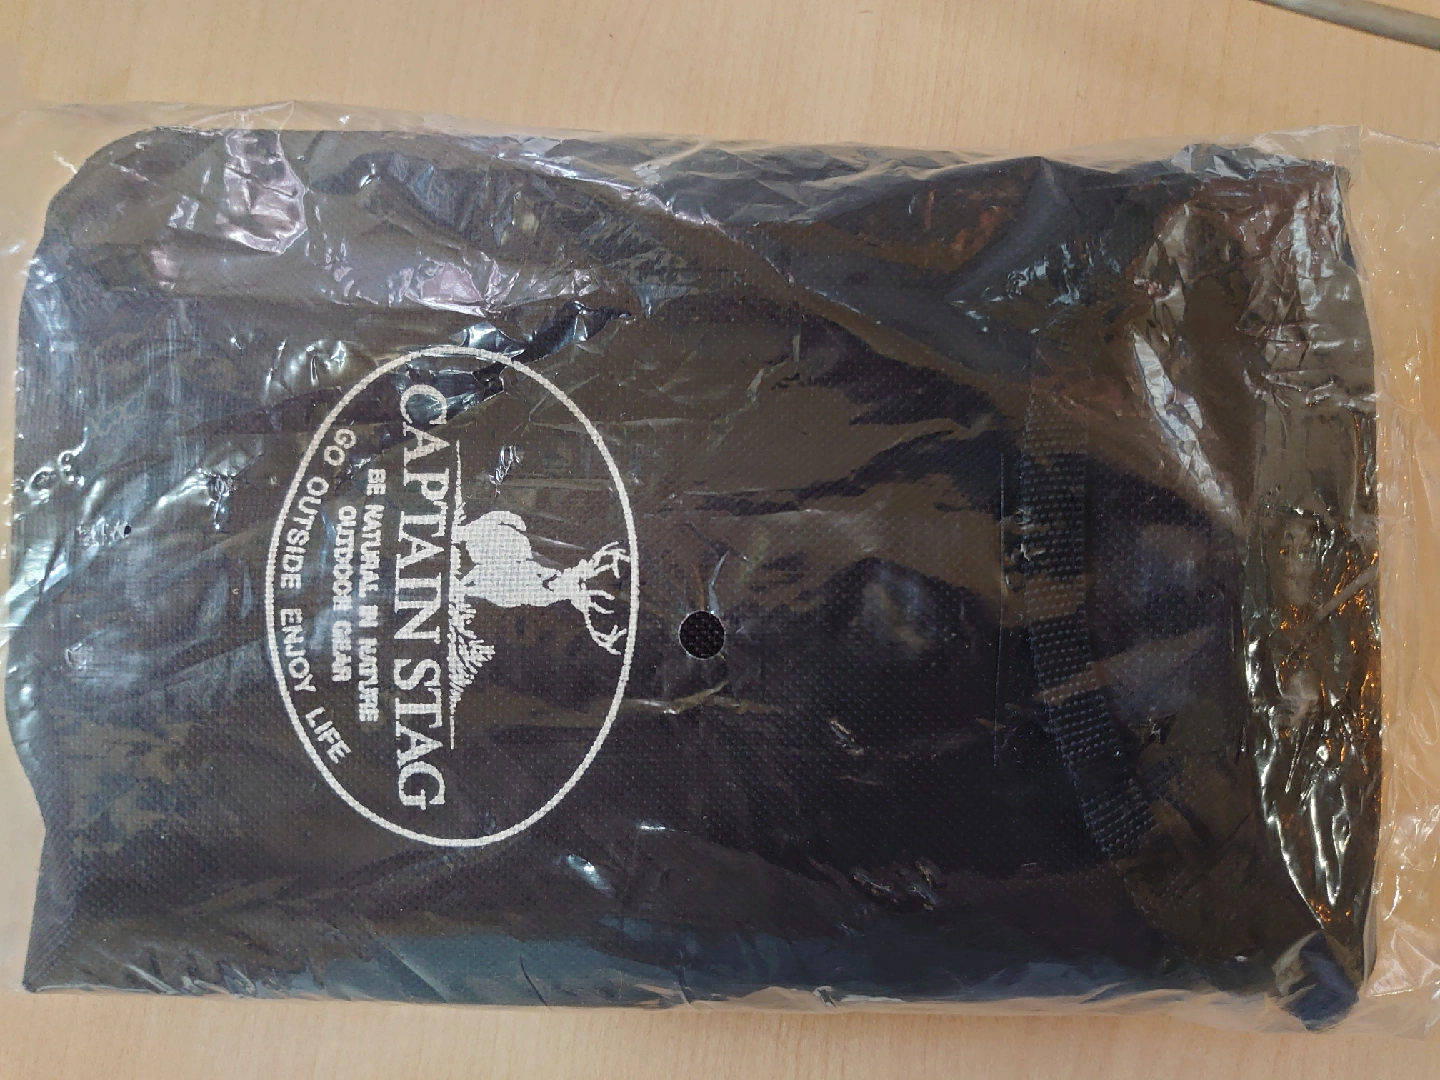 CAPTAIN STAG
BE NATURAL IN NATURE
OUTDOOR GEAR
GO OUTSIDE ENJOY LIFE